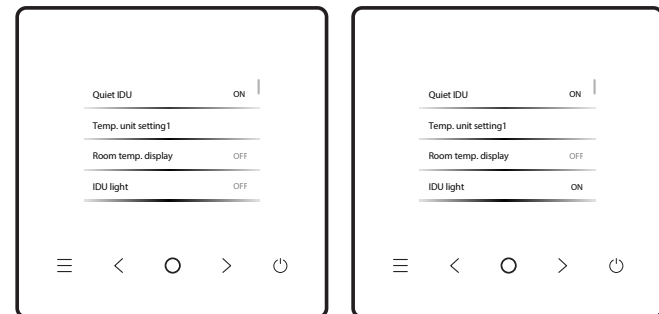 Quiet IDU ON
Temp. unit setting1
Room temp. display OFF
IDU light OFF
Quiet IDU ON
Temp. unit setting1
Room temp. display OFF
IDU light ON